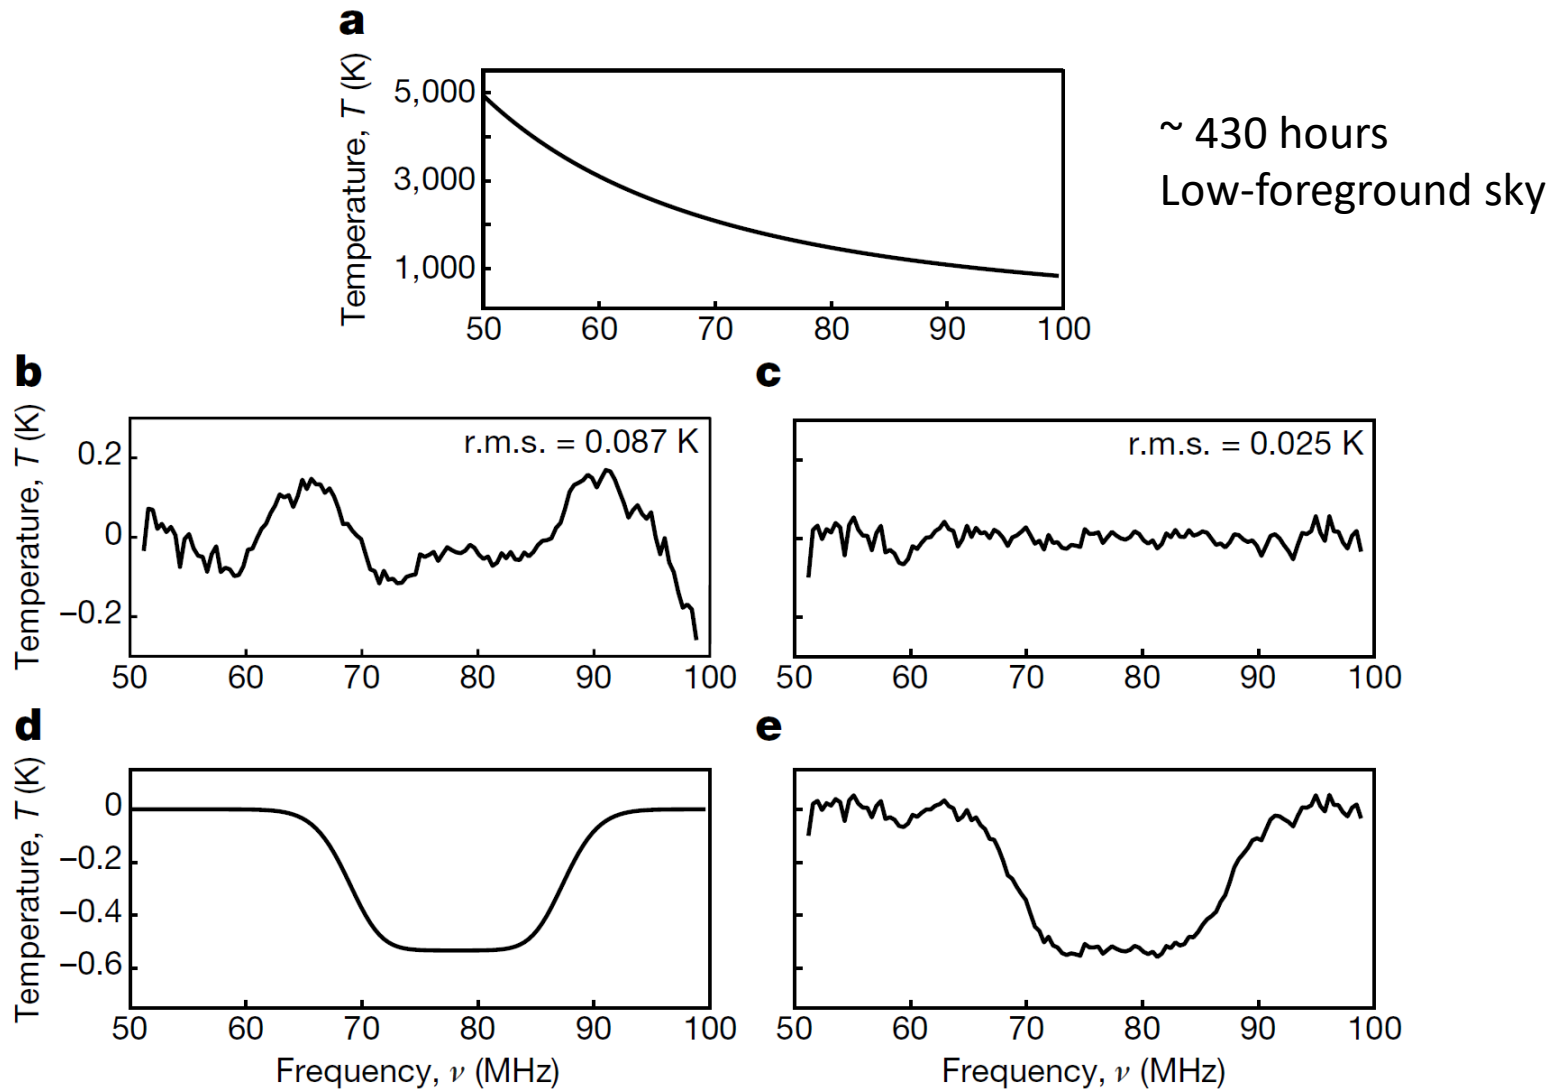 a
Temperature, T (K)
5,000
3,000
1,000
50 60 70 80 90 100
~ 430 hours
Low-foreground sky
b
Temperature, T (K)
r.m.s. = 0.087 K
0.2
0
−0.2
50 60 70 80 90 100
c
r.m.s. = 0.025 K
50 60 70 80 90 100
d
Temperature, T (K)
0
−0.2
−0.4
−0.6
50 60 70 80 90 100
Frequency, ν (MHz)
e
50 60 70 80 90 100
Frequency, ν (MHz)